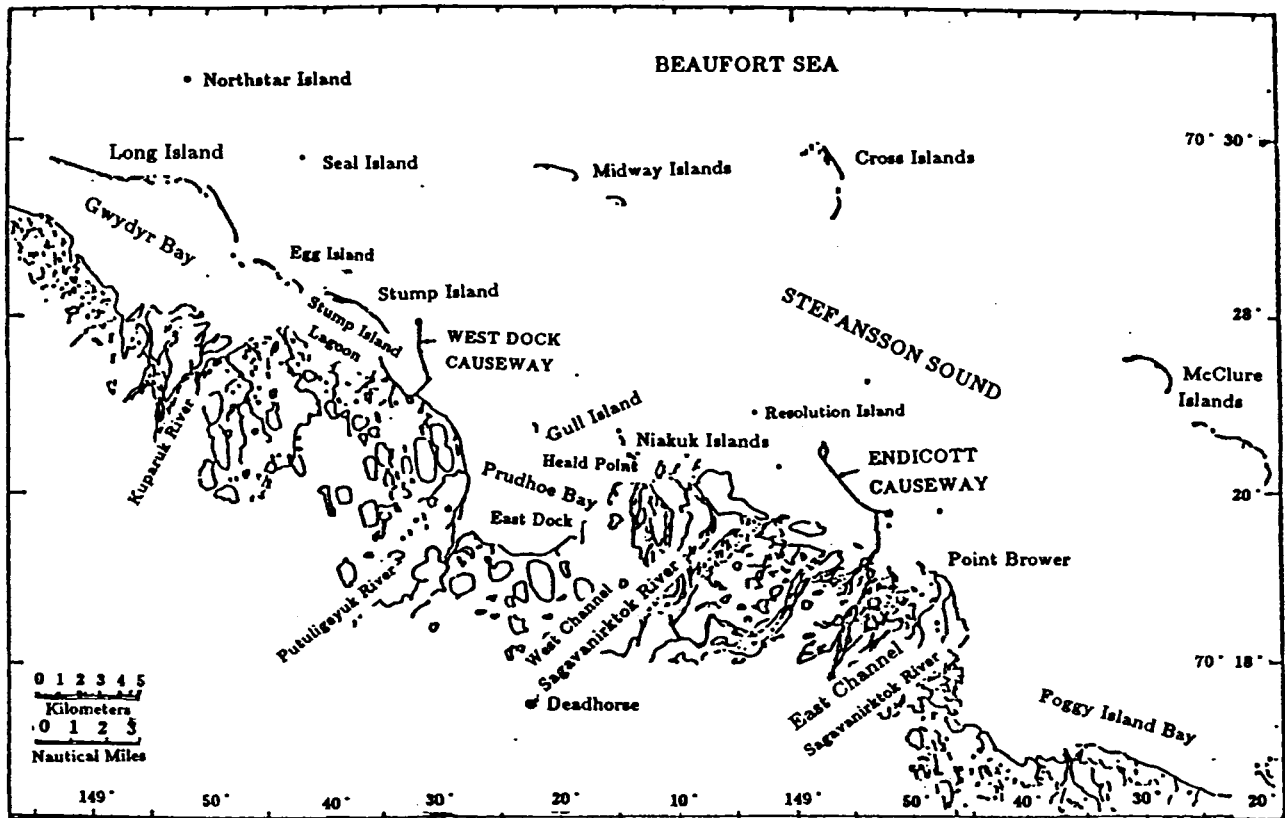 BEAUFORT SEA
Northstar Island
70° 30'
Long Island
Seal Island
Midway Islands
Cross Islands
Gwydyr Bay
Egg Island
Stump Island
Stump Island
Lagoon
WEST DOCK
CAUSEWAY
STEFANSSON SOUND
28°
McClure
Islands
Kuparuk River
Gull Island
Resolution Island
Niakuk Islands
Heald Point
ENDICOTT
CAUSEWAY
Prudhoe Bay
20°
East Dock
Point Brower
Putuligayuk River
West Channel
Sagavanirktok River
70° 18'
East Channel
Sagavanirktok River
Deadhorse
Foggy Island Bay
0 1 2 3 4 5
Kilometers
0 1 2 3
Nautical Miles
149° 50' 40' 30' 20' 10' 149° 50' 40' 30' 20'